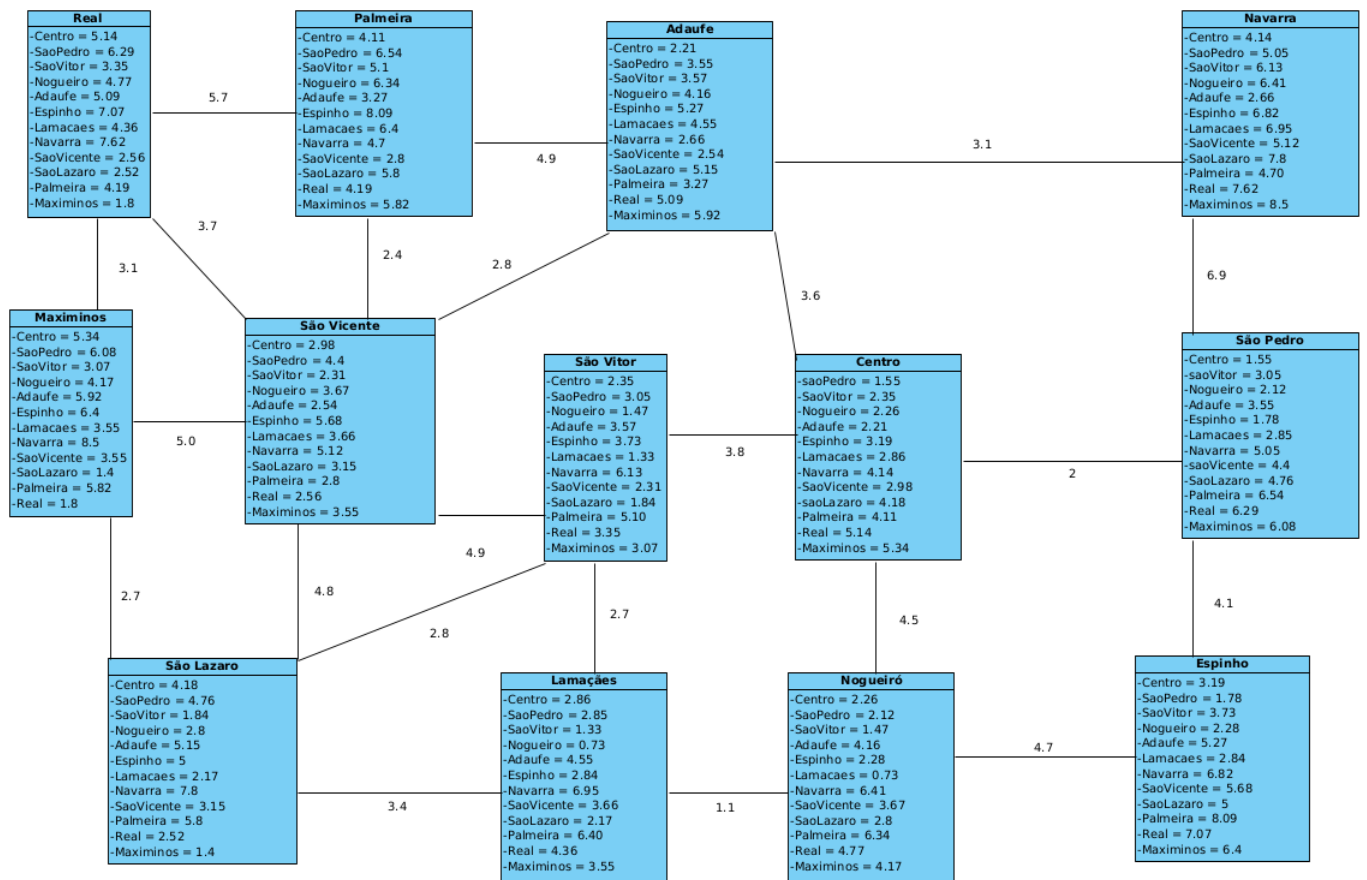 Real
-Centro = 5.14
-SaoPedro = 6.29
-SaoVitor = 3.35
-Nogueiro = 4.77
-Adaufe = 5.09
-Espinho = 7.07
-Lamacaes = 4.36
-Navarra = 7.62
-SaoVicente = 2.56
-SaoLazaro = 2.52
-Palmeira = 4.19
-Maximinos = 1.8
5.7
Palmeira
-Centro = 4.11
-SaoPedro = 6.54
-SaoVitor = 5.1
-Nogueiro = 6.34
-Adaufe = 3.27
-Espinho = 8.09
-Lamacaes = 6.4
-Navarra = 4.7
-SaoVicente = 2.8
-SaoLazaro = 5.8
-Real = 4.19
-Maximinos = 5.82
4.9
Adaufe
-Centro = 2.21
-SaoPedro = 3.55
-SaoVitor = 3.57
-Nogueiro = 4.16
-Espinho = 5.27
-Lamacaes = 4.55
-Navarra = 2.66
-SaoVicente = 2.54
-SaoLazaro = 5.15
-Palmeira = 3.27
-Real = 5.09
-Maximinos = 5.92
3.1
Navarra
-Centro = 4.14
-SaoPedro = 5.05
-SaoVitor = 6.13
-Nogueiro = 6.41
-Adaufe = 2.66
-Espinho = 6.82
-Lamacaes = 6.95
-SaoVicente = 5.12
-SaoLazaro = 7.8
-Palmeira = 4.70
-Real = 7.62
-Maximinos = 8.5
3.1
3.7
2.4
2.8
3.6
6.9
Maximinos
-Centro = 5.34
-SaoPedro = 6.08
-SaoVitor = 3.07
-Nogueiro = 4.17
-Adaufe = 5.92
-Espinho = 6.4
-Lamacaes = 3.55
-Navarra = 8.5
-SaoVicente = 3.55
-SaoLazaro = 1.4
-Palmeira = 5.82
-Real = 1.8
5.0
São Vicente
-Centro = 2.98
-SaoPedro = 4.4
-SaoVitor = 2.31
-Nogueiro = 3.67
-Adaufe = 2.54
-Espinho = 5.68
-Lamacaes = 3.66
-Navarra = 5.12
-SaoLazaro = 3.15
-Palmeira = 2.8
-Real = 2.56
-Maximinos = 3.55
4.9
São Vitor
-Centro = 2.35
-SaoPedro = 3.05
-Nogueiro = 1.47
-Adaufe = 3.57
-Espinho = 3.73
-Lamacaes = 1.33
-Navarra = 6.13
-SaoVicente = 2.31
-SaoLazaro = 1.84
-Palmeira = 5.10
-Real = 3.35
-Maximinos = 3.07
3.8
Centro
-saoPedro = 1.55
-SaoVitor = 2.35
-Nogueiro = 2.26
-Adaufe = 2.21
-Espinho = 3.19
-Lamacaes = 2.86
-Navarra = 4.14
-SaoVicente = 2.98
-saoLazaro = 4.18
-Palmeira = 4.11
-Real = 5.14
-Maximinos = 5.34
2
São Pedro
-Centro = 1.55
-saoVitor = 3.05
-Nogueiro = 2.12
-Adaufe = 3.55
-Espinho = 1.78
-Lamacaes = 2.85
-Navarra = 5.05
-saoVicente = 4.4
-SaoLazaro = 4.76
-Palmeira = 6.54
-Real = 6.29
-Maximinos = 6.08
2.7
4.8
2.8
2.7
4.5
4.1
São Lazaro
-Centro = 4.18
-SaoPedro = 4.76
-SaoVitor = 1.84
-Nogueiro = 2.8
-Adaufe = 5.15
-Espinho = 5
-Lamacaes = 2.17
-Navarra = 7.8
-SaoVicente = 3.15
-Palmeira = 5.8
-Real = 2.52
-Maximinos = 1.4
3.4
Lamaçães
-Centro = 2.86
-SaoPedro = 2.85
-SaoVitor = 1.33
-Nogueiro = 0.73
-Adaufe = 4.55
-Espinho = 2.84
-Navarra = 6.95
-SaoVicente = 3.66
-SaoLazaro = 2.17
-Palmeira = 6.40
-Real = 4.36
-Maximinos = 3.55
1.1
Nogueiró
-Centro = 2.26
-SaoPedro = 2.12
-SaoVitor = 1.47
-Adaufe = 4.16
-Espinho = 2.28
-Lamacaes = 0.73
-Navarra = 6.41
-SaoVicente = 3.67
-SaoLazaro = 2.8
-Palmeira = 6.34
-Real = 4.77
-Maximinos = 4.17
4.7
Espinho
-Centro = 3.19
-SaoPedro = 1.78
-SaoVitor = 3.73
-Nogueiro = 2.28
-Adaufe = 5.27
-Lamacaes = 2.84
-Navarra = 6.82
-SaoVicente = 5.68
-SaoLazaro = 5
-Palmeira = 8.09
-Real = 7.07
-Maximinos = 6.4